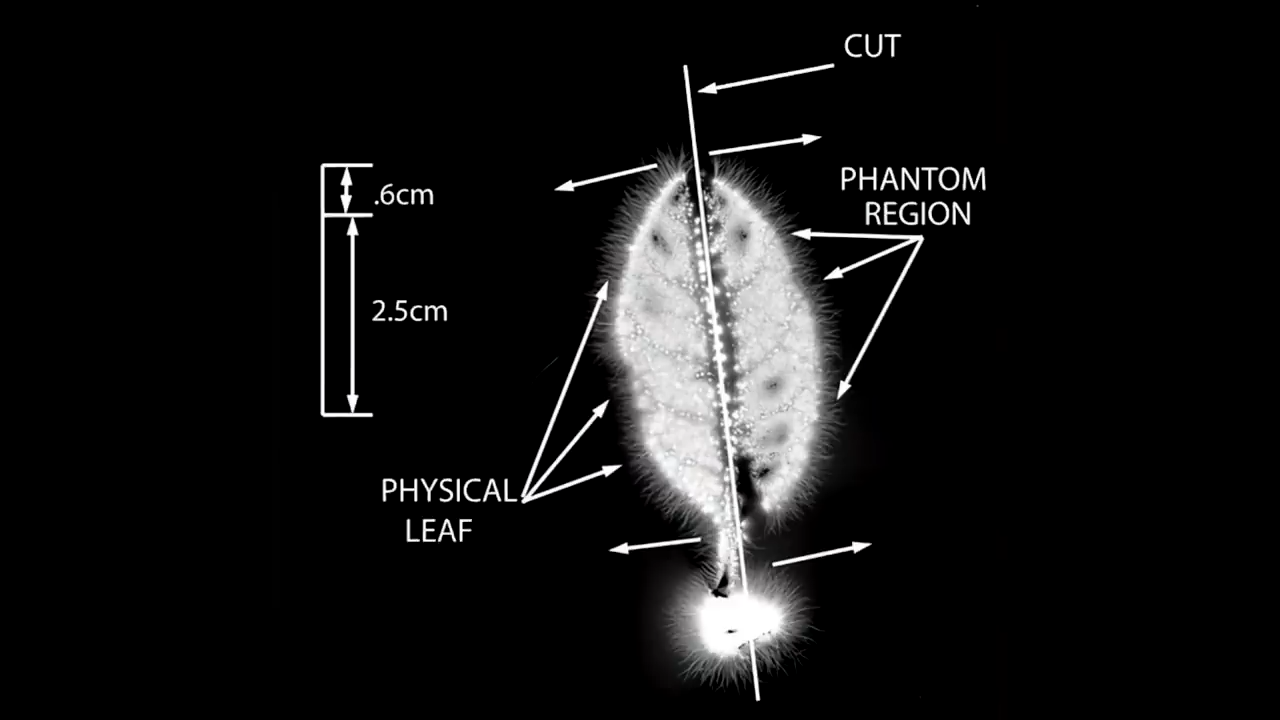 CUT
PHANTOM
REGION
.6cm
2.5cm
PHYSICAL
LEAF